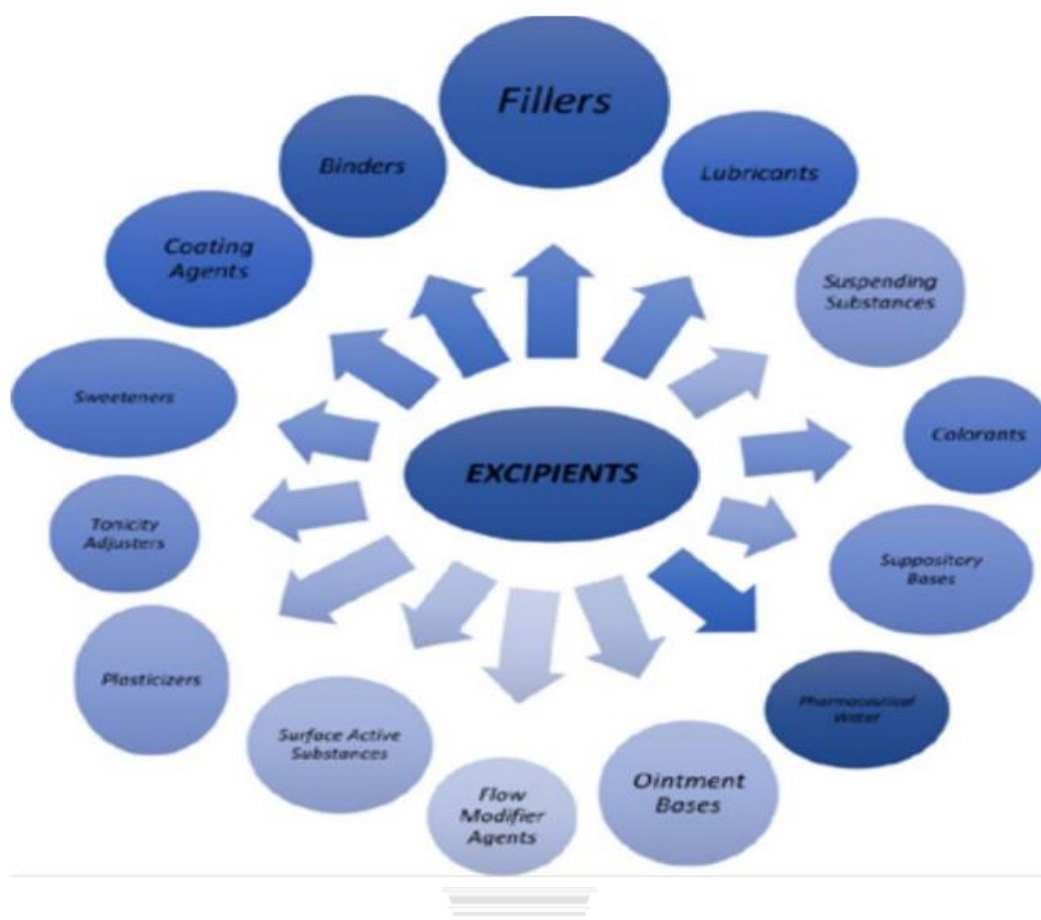 Fillers
Lubricants
Suspending
Substances
Colorants
Suppository
Bases
Pharmaceutical
Water
Ointment
Bases
Flow
Modifier
Agents
Surface Active
Substances
Plasticizers
Tonicity
Adjusters
Sweeteners
Coating
Agents
Binders
EXCIPIENTS